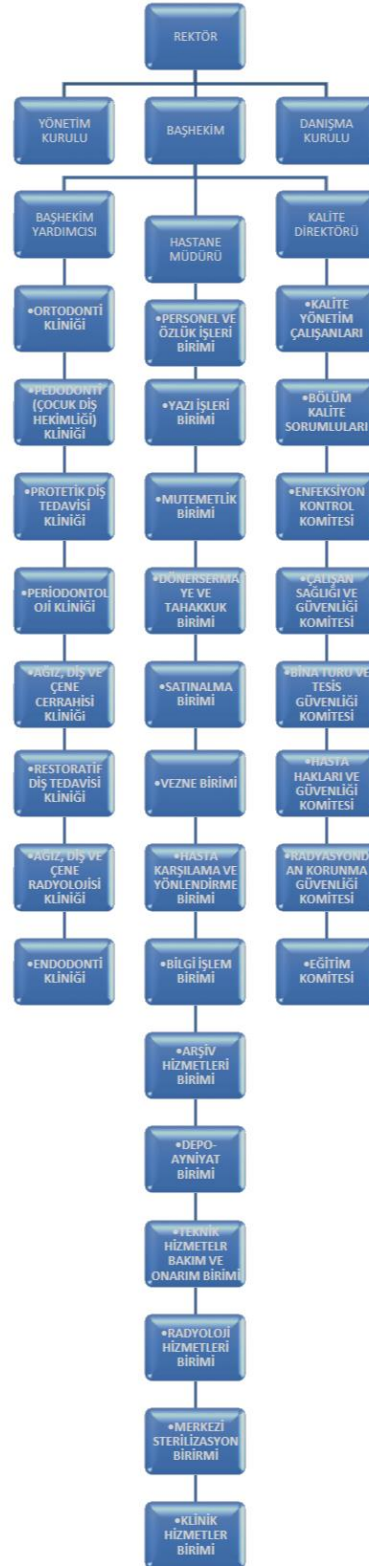 REKTÖR
YÖNETİM
KURULU
BAŞHEKİM
DANIŞMA
KURULU
BAŞHEKİM
YARDIMCISI
•ORTODONTİ
KLİNİĞİ
•PEDODONTİ
(ÇOCUK DİŞ
HEKİMLİĞİ)
KLİNİĞİ
•PROTETİK DİŞ
TEDAVİSİ
KLİNİĞİ
•PERİODONTOL
OJİ KLİNİĞİ
•AĞIZ, DİŞ VE
ÇENE
CERRAHİSİ
KLİNİĞİ
•RESTORATİF
DİŞ TEDAVİSİ
KLİNİĞİ
•AĞIZ, DİŞ VE
ÇENE
RADYOLOJİSİ
KLİNİĞİ
•ENDODONTİ
KLİNİĞİ
HASTANE
MÜDÜRÜ
•PERSONEL VE
ÖZLÜK İŞLERİ
BİRİMİ
•YAZI İŞLERİ
BİRİMİ
•MUTEMETLİK
BİRİMİ
•DÖNERSERMA
YE VE
TAHAKKUK
BİRİMİ
•SATINALMA
BİRİMİ
•VEZNE BİRİMİ
•HASTA
KARŞILAMA VE
YÖNLENDİRME
BİRİMİ
•BİLGİ İŞLEM
BİRİMİ
•ARŞİV
HİZMETLERİ
BİRİMİ
•DEPO-
AYNİYAT
BİRİMİ
•TEKNİK
HİZMETELR
BAKIM VE
ONARIM BİRİMİ
•RADYOLOJİ
HİZMETLERİ
BİRİMİ
•MERKEZİ
STERİLİZASYON
BİRİRMİ
•KLİNİK
HİZMETLER
BİRİMİ
KALİTE
DİREKTÖRÜ
•KALİTE
YÖNETİM
ÇALIŞANLARI
•BÖLÜM
KALİTE
SORUMLULARI
•ENFEKSİYON
KONTROL
KOMİTESİ
•ÇALIŞAN
SAĞLIĞI VE
GÜVENLİĞİ
KOMİTESİ
•BİNA TURU VE
TESİS
GÜVENLİĞİ
KOMİTESİ
•HASTA
HAKLARI VE
GÜVENLİĞİ
KOMİTESİ
•RADYASYOND
AN KORUNMA
GÜVENLİĞİ
KOMİTESİ
•EĞİTİM
KOMİTESİ